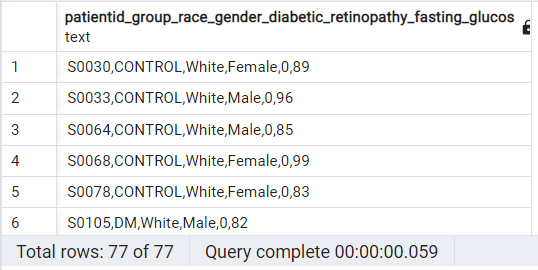 patientid_group_race_gender_diabetic_retinopathy_fasting_glucos
text
1 S0030,CONTROL,White,Female,0,89
2 S0033,CONTROL,White,Male,0,96
3 S0064,CONTROL,White,Male,0,85
4 S0068,CONTROL,White,Female,0,99
5 S0078,CONTROL,White,Female,0,83
6 S0105,DM,White,Male,0,82
Total rows: 77 of 77 Query complete 00:00:00.059